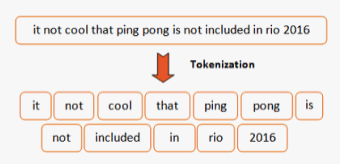 it not cool that ping pong is not included in rio 2016
Tokenization
it not cool that ping pong is
not included in rio 2016